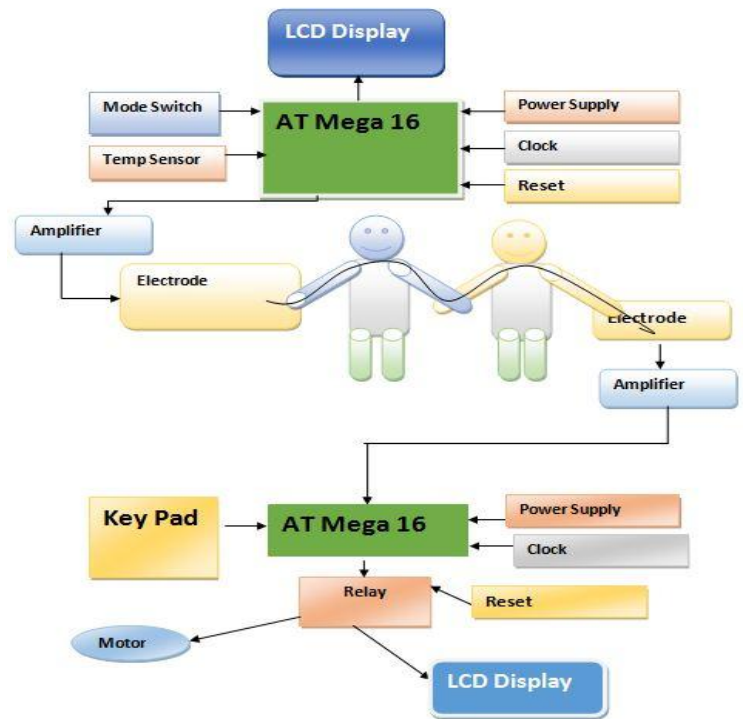 LCD Display
Mode Switch
AT Mega 16
Power Supply
Temp Sensor
Clock
Reset
Amplifier
Electrode
Electrode
Amplifier
Key Pad
AT Mega 16
Power Supply
Clock
Relay
Reset
Motor
LCD Display